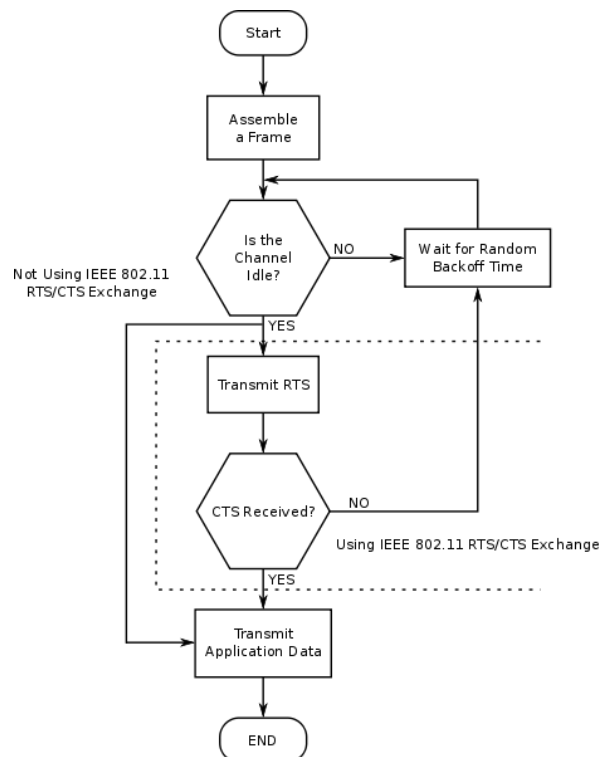 Start
Assemble
a Frame
Is the
Channel
Idle?
NO
Wait for Random
Backoff Time
Not Using IEEE 802.11
RTS/CTS Exchange
YES
Transmit RTS
CTS Received?
NO
Using IEEE 802.11 RTS/CTS Exchange
YES
Transmit
Application Data
END